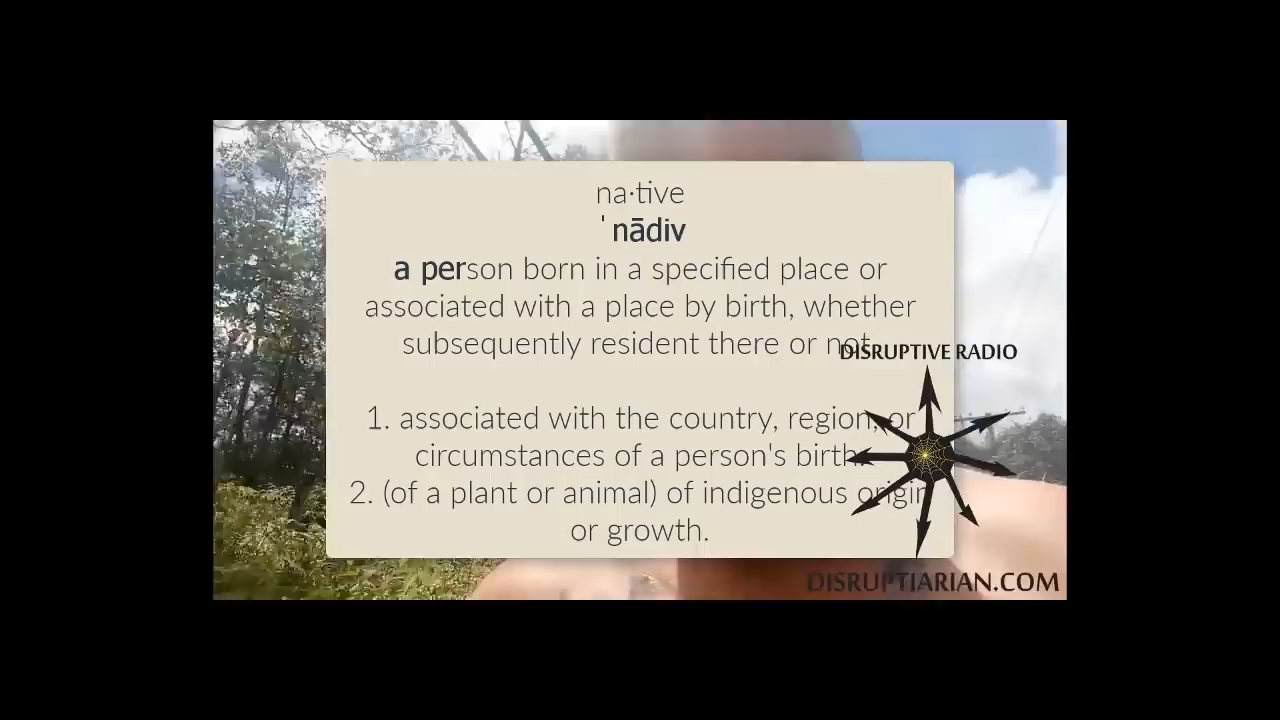 na·tive
ˈnādiv
a person born in a specified place or
associated with a place by birth, whether
subsequently resident there or not
DISRUPTIVE RADIO
1. associated with the country, region, or
circumstances of a person's birth.
2. (of a plant or animal) of indigenous origin
or growth.
DISRUPTIARIAN.COM